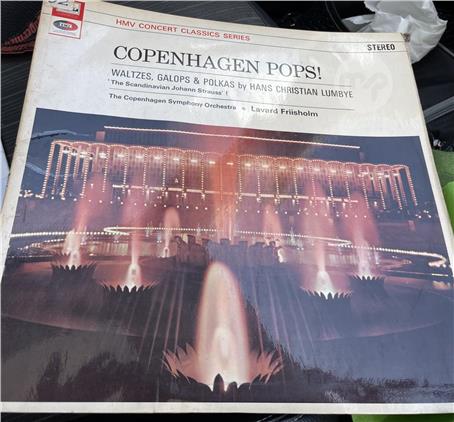 HMV CONCERT CLASSICS SERIES
EMI
STEREO
COPENHAGEN POPS!
WALTZES, GALOPS & POLKAS by HANS CHRISTIAN LUMBYE
'The Scandinavian Johann Strauss'!
The Copenhagen Symphony Orchestra • Lavard Friisholm